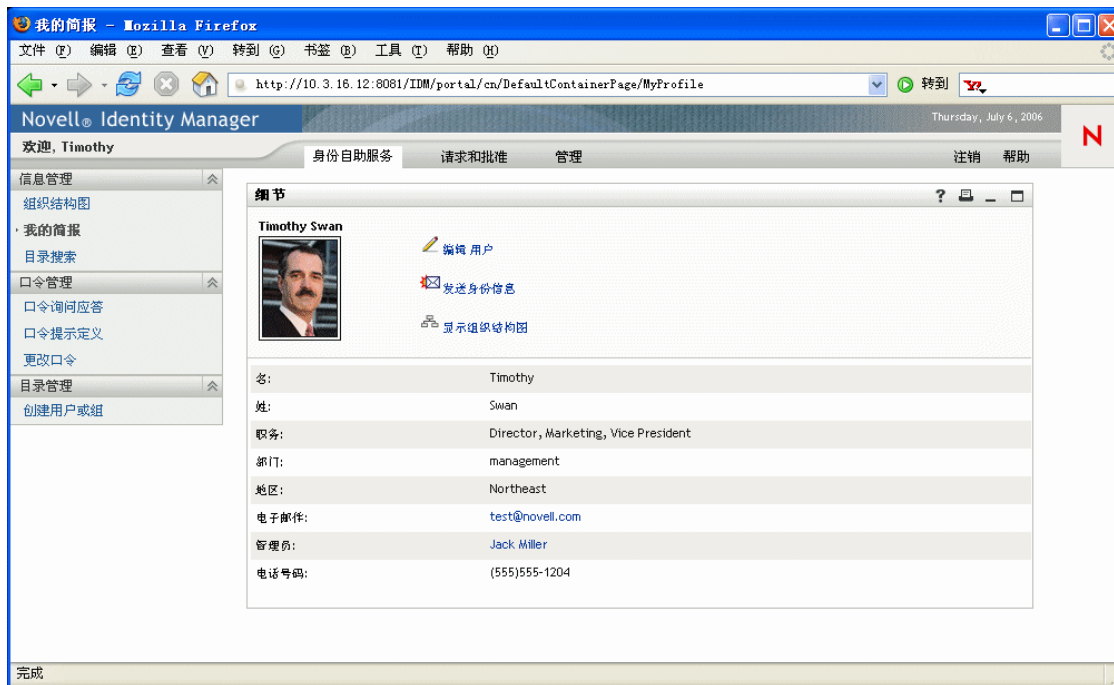 我的简报 - Mozilla Firefox
文件 (F) 编辑 (E) 查看 (V) 转到 (G) 书签 (B) 工具 (T) 帮助 (H)
http://10.3.16.12:8081/IDM/portal/cn/DefaultContainerPage/MyProfile 转到
Novell® Identity Manager Thursday, July 6, 2006
N
欢迎, Timothy
身份自助服务 请求和批准 管理 注销 帮助
信息管理
组织结构图
我的简报
目录搜索
口令管理
口令询问应答
口令提示定义
更改口令
目录管理
创建用户或组
细节
Timothy Swan
编辑 用户
发送身份信息
显示组织结构图
名: Timothy
姓: Swan
职务: Director, Marketing, Vice President
部门: management
地区: Northeast
电子邮件: test@novell.com
管理员: Jack Miller
电话号码: (555)555-1204
完成